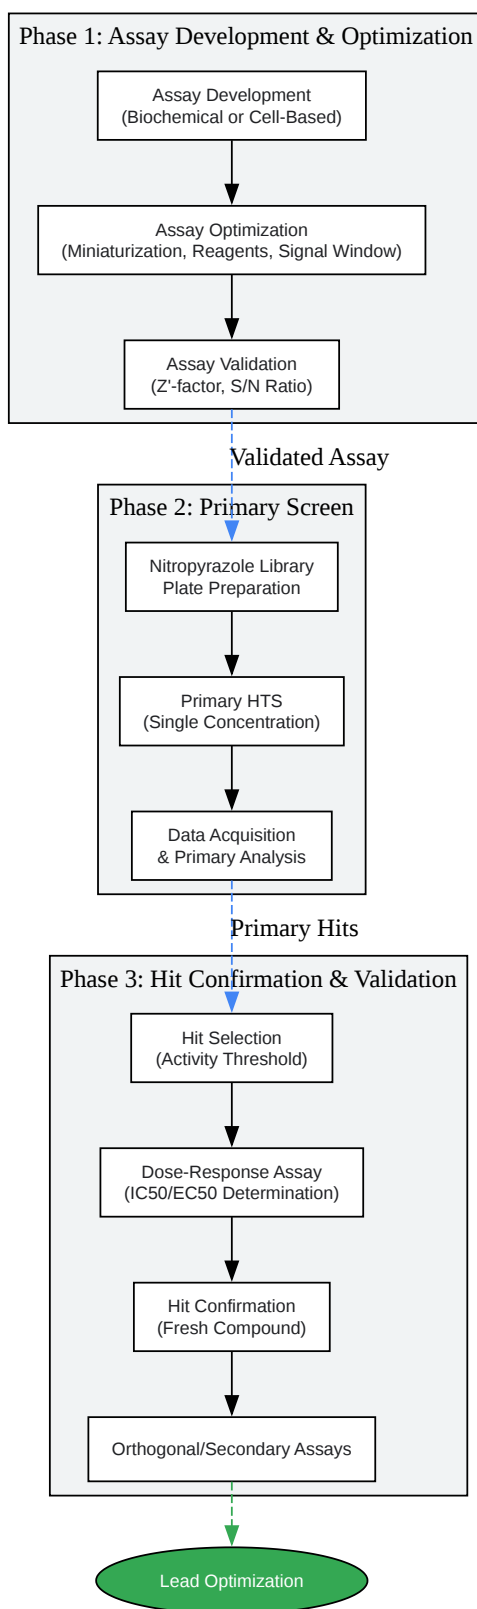 Phase 1: Assay Development & Optimization
Assay Development
(Biochemical or Cell-Based)
Assay Optimization
(Miniaturization, Reagents, Signal Window)
Assay Validation
(Z'-factor, S/N Ratio)
Validated Assay
Phase 2: Primary Screen
Nitropyrazole Library
Plate Preparation
Primary HTS
(Single Concentration)
Data Acquisition
& Primary Analysis
Primary Hits
Phase 3: Hit Confirmation & Validation
Hit Selection
(Activity Threshold)
Dose-Response Assay
(IC50/EC50 Determination)
Hit Confirmation
(Fresh Compound)
Orthogonal/Secondary Assays
Lead Optimization